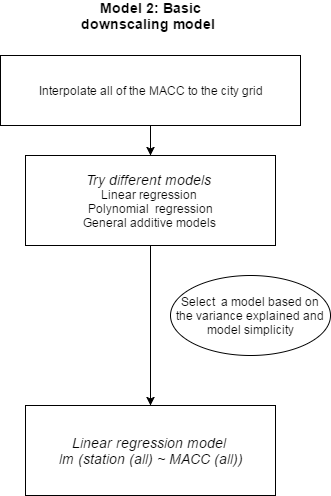 Model 2: Basic
downscaling model
Interpolate all of the MACC to the city grid
Try different models
Linear regression
Polynomial regression
General additive models
Select a model based on
the variance explained and
model simplicity
Linear regression model
lm (station (all) ~ MACC (all))